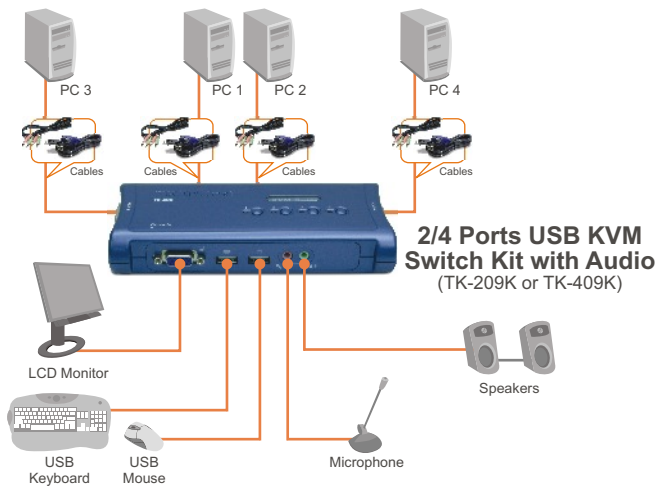 PC 3
PC 1
PC 2
PC 4
Cables
Cables
Cables
Cables
2/4 Ports USB KVM
Switch Kit with Audio
(TK-209K or TK-409K)
LCD Monitor
Speakers
USB
Keyboard
USB
Mouse
Microphone